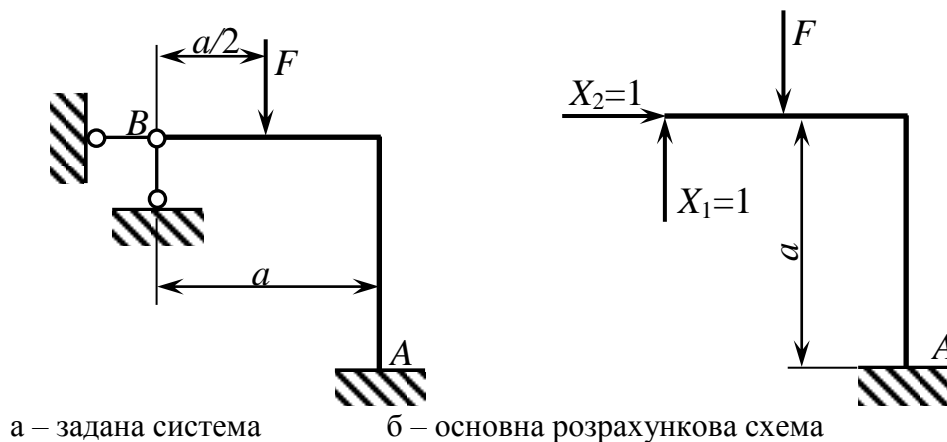 a/2
F
B
a
A
X₂=1
F
X₁=1
a
A
а – задана система
б – основна розрахункова схема